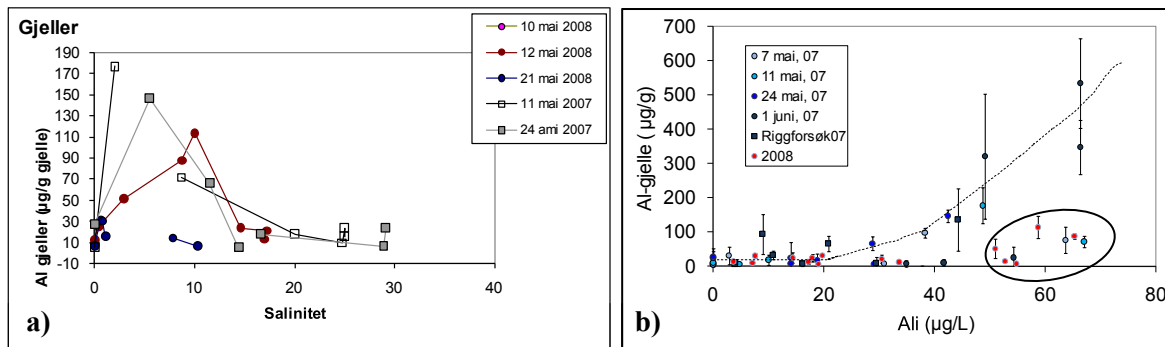 Gjeller
Al gjeller (µg/g gjelle)
190
170
150
130
110
90
70
50
30
10
-10
0
10
20
30
40
Salinitet
10 mai 2008
12 mai 2008
21 mai 2008
11 mai 2007
24 ami 2007
a)
Al-gjelle ( µg/g)
700
600
500
400
300
200
100
0
0
20
40
60
80
Ali (µg/L)
7 mai, 07
11 mai, 07
24 mai, 07
1 juni, 07
Riggforsøk07
2008
b)